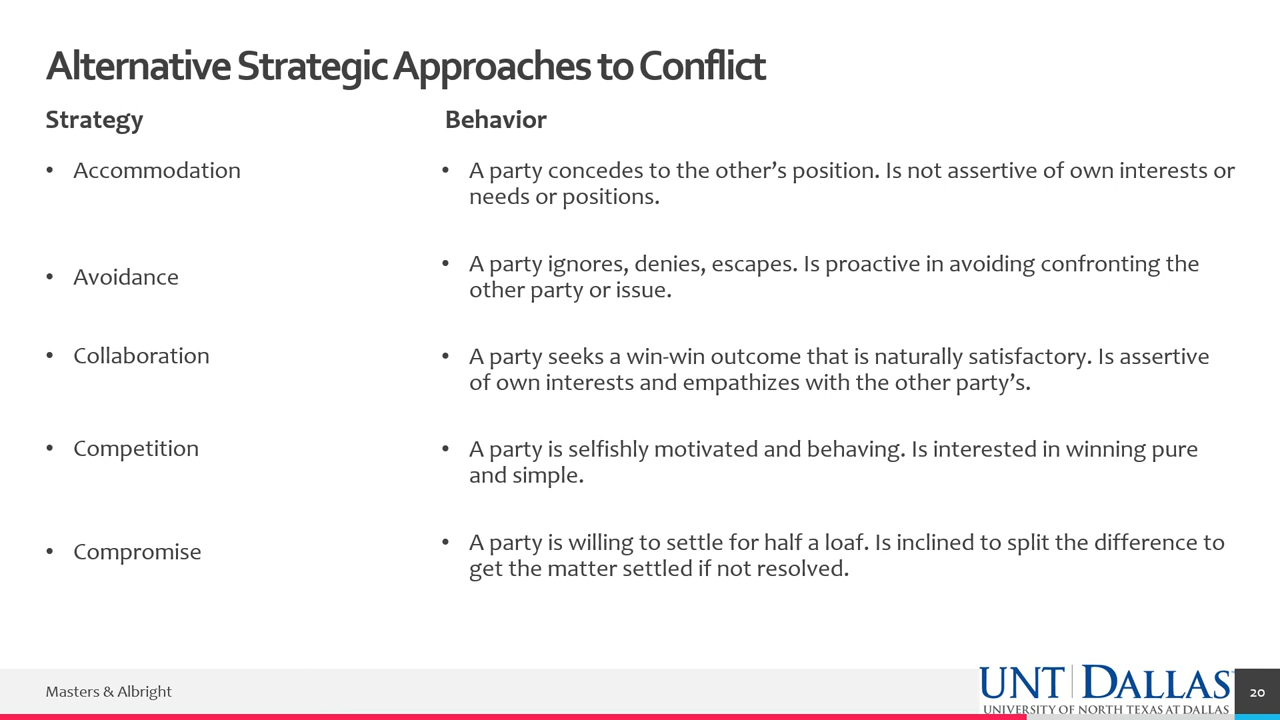 Alternative Strategic Approaches to Conflict
Strategy
Behavior
• Accommodation
• A party concedes to the other’s position. Is not assertive of own interests or
needs or positions.
• Avoidance
• A party ignores, denies, escapes. Is proactive in avoiding confronting the
other party or issue.
• Collaboration
• A party seeks a win-win outcome that is naturally satisfactory. Is assertive
of own interests and empathizes with the other party’s.
• Competition
• A party is selfishly motivated and behaving. Is interested in winning pure
and simple.
• Compromise
• A party is willing to settle for half a loaf. Is inclined to split the difference to
get the matter settled if not resolved.
Masters & Albright
UNT DALLAS
UNIVERSITY OF NORTH TEXAS AT DALLAS
20